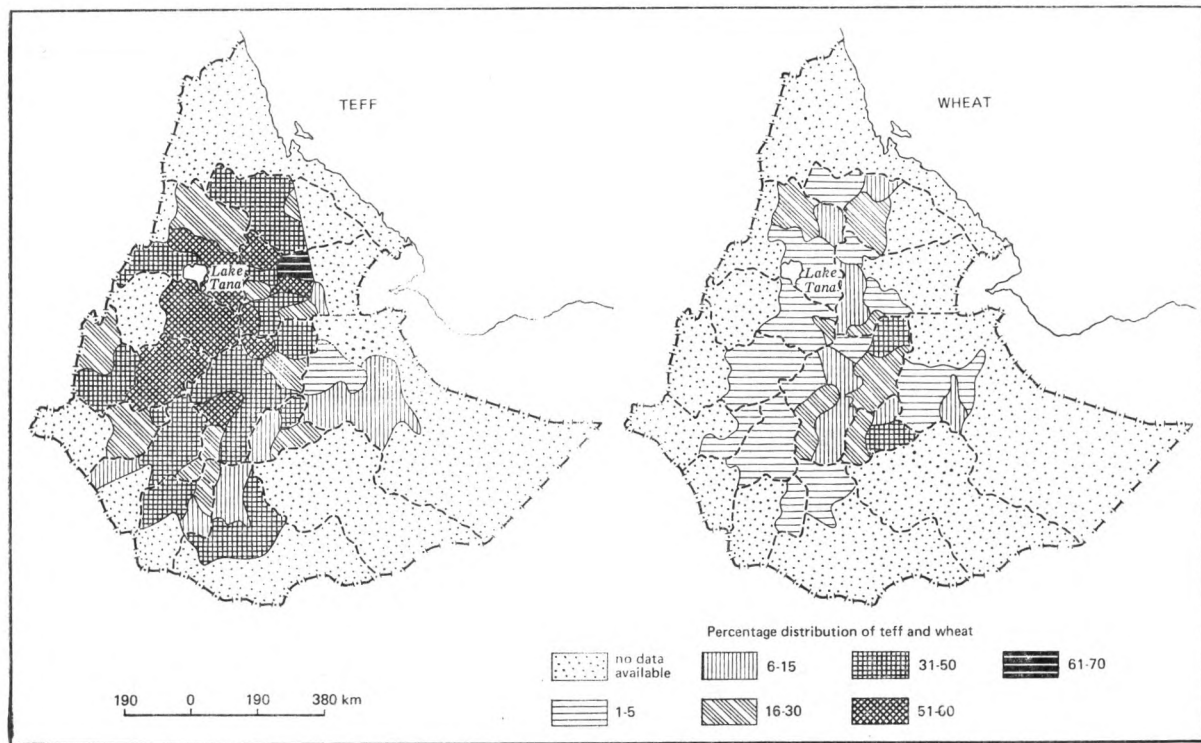 TEFF
WHEAT
Lake
Tana
Lake
Tana
Percentage distribution of teff and wheat
no data
available
6-15
31-50
61-70
1-5
16-30
51-60
190 0 190 380 km